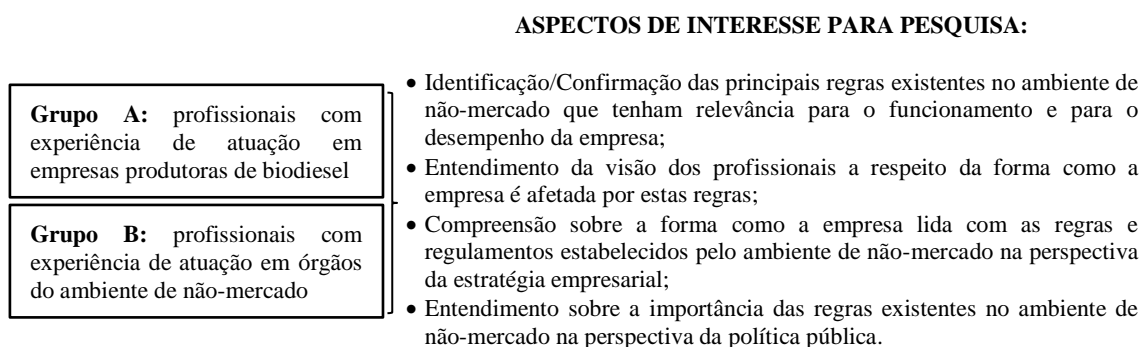 ASPECTOS DE INTERESSE PARA PESQUISA:
Grupo A: profissionais com
experiência de atuação em
empresas produtoras de biodiesel
Grupo B: profissionais com
experiência de atuação em órgãos
do ambiente de não-mercado
• Identificação/Confirmação das principais regras existentes no ambiente de
não-mercado que tenham relevância para o funcionamento e para o
desempenho da empresa;
• Entendimento da visão dos profissionais a respeito da forma como a
empresa é afetada por estas regras;
• Compreensão sobre a forma como a empresa lida com as regras e
regulamentos estabelecidos pelo ambiente de não-mercado na perspectiva
da estratégia empresarial;
• Entendimento sobre a importância das regras existentes no ambiente de
não-mercado na perspectiva da política pública.